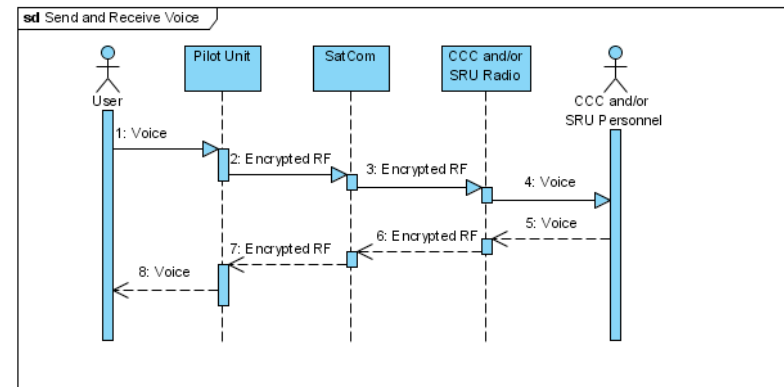 sd Send and Receive Voice
Pilot Unit
SatCom
CCC and/or
SRU Radio
User
CCC and/or
SRU Personnel
1: Voice
2: Encrypted RF
3: Encrypted RF
4: Voice
5: Voice
6: Encrypted RF
7: Encrypted RF
8: Voice